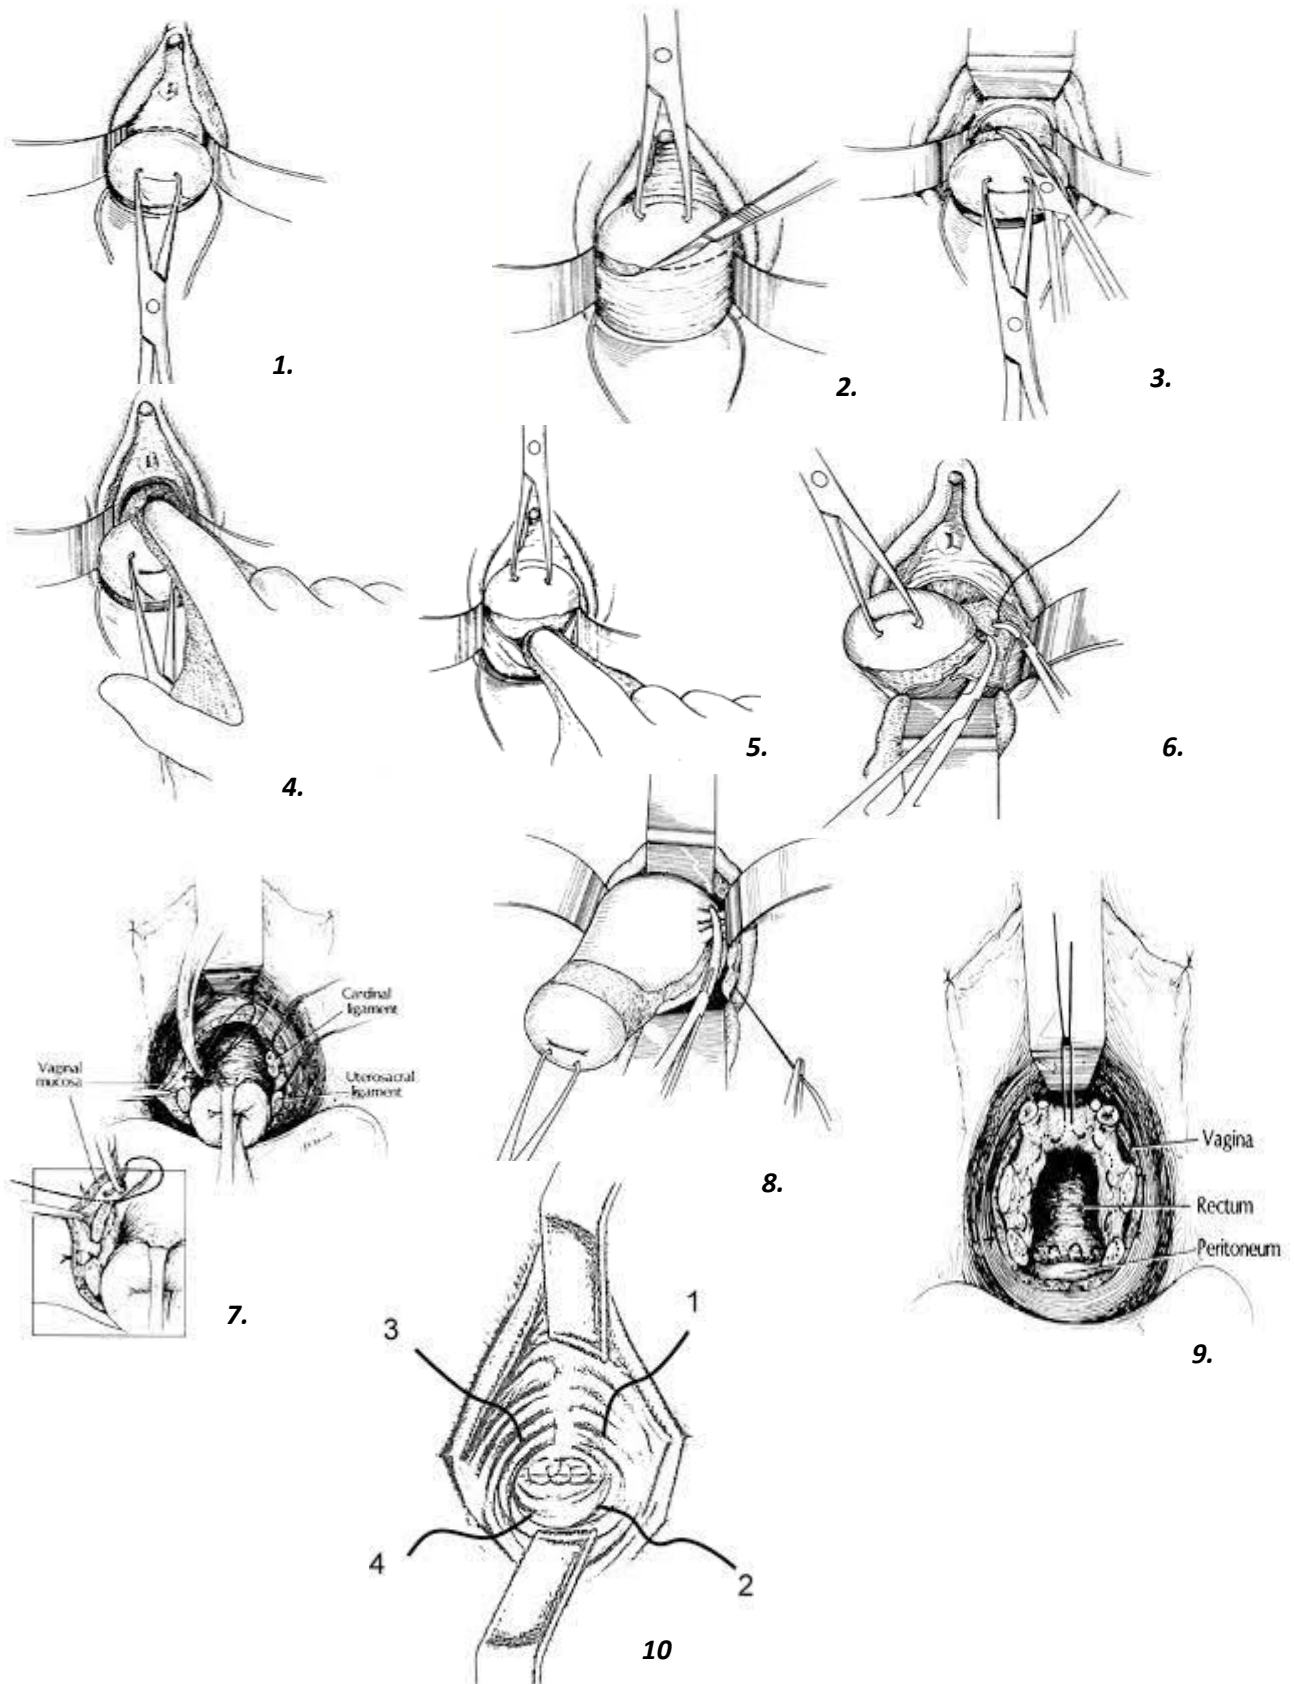 1.
2.
3.
4.
5.
6.
Cardinal
ligament
Vaginal
mucosa
Uterosacral
ligament
7.
8.
Vagina
Rectum
Peritoneum
9.
3
1
4
2
10